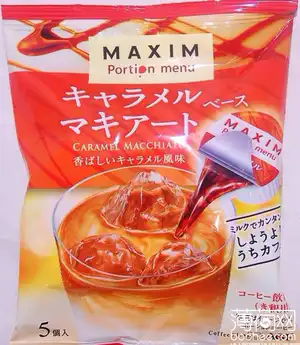 MAXIM
Portion menu
キャラメル ベース
マキアート
CARAMEL MACCHIATO
香ばしいキャラメル風味
MAXIM
Portion menu
ミルクでカンタン
しようよ!
うちカフェ
コーヒー飲料
5個入
bazhe.com